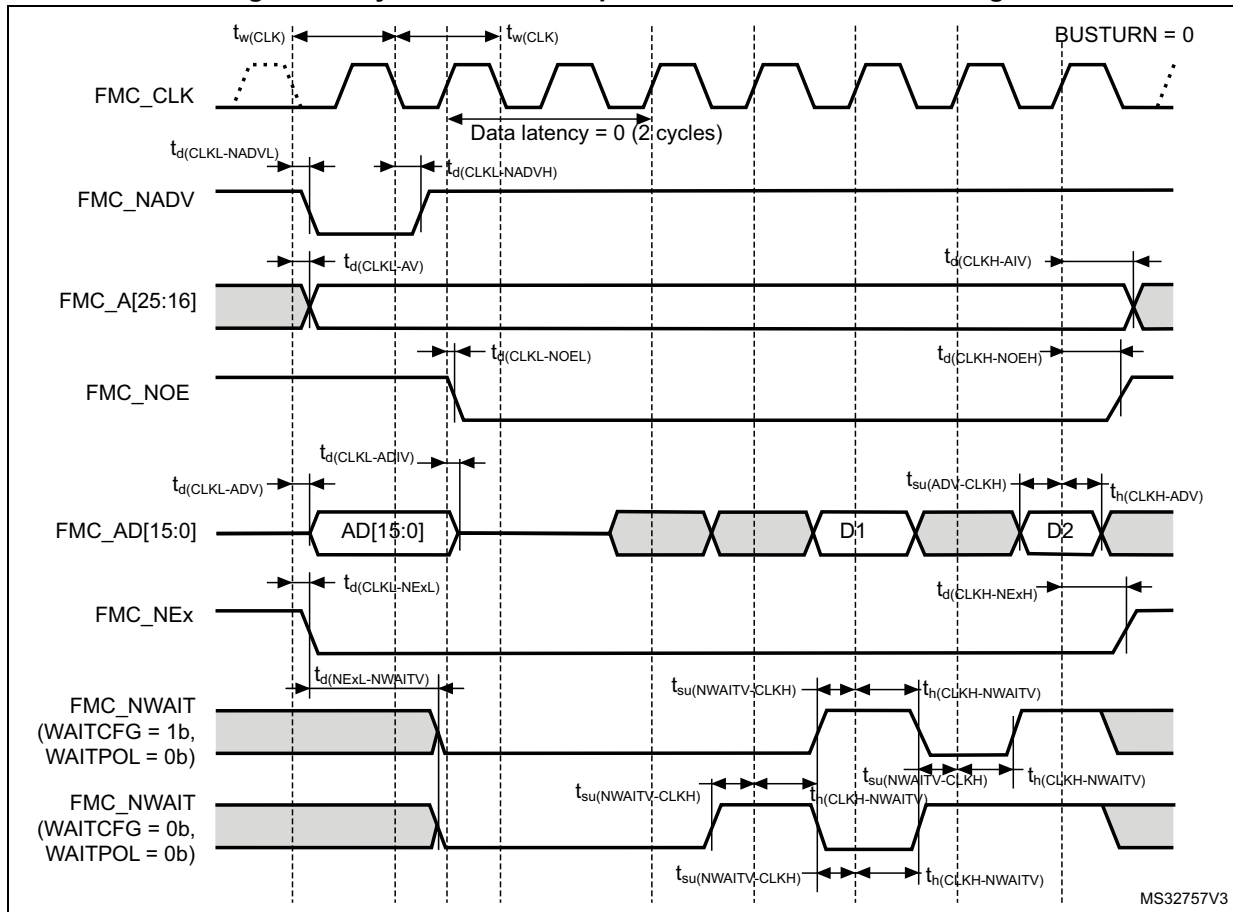 tw(CLK) tw(CLK) BUSTURN = 0
FMC_CLK
Data latency = 0 (2 cycles)
td(CLKL-NADVL)
td(CLKL-NADVH)
FMC_NADV
td(CLKL-AV) td(CLKH-AIV)
FMC_A[25:16]
td(CLKL-NOEL) td(CLKH-NOEH)
FMC_NOE
td(CLKL-ADIV)
td(CLKL-ADV) tsu(ADV-CLKH) th(CLKH-ADV)
FMC_AD[15:0] AD[15:0] D1 D2
td(CLKL-NExL) td(CLKH-NExH)
FMC_NEx
td(NExL-NWAITV) tsu(NWAITV-CLKH) th(CLKH-NWAITV)
FMC_NWAIT
(WAITCFG = 1b,
WAITPOL = 0b)
tsu(NWAITV-CLKH) th(CLKH-NWAITV)
tsu(NWAITV-CLKH) th(CLKH-NWAITV)
FMC_NWAIT
(WAITCFG = 0b,
WAITPOL = 0b)
tsu(NWAITV-CLKH) th(CLKH-NWAITV)
MS32757V3